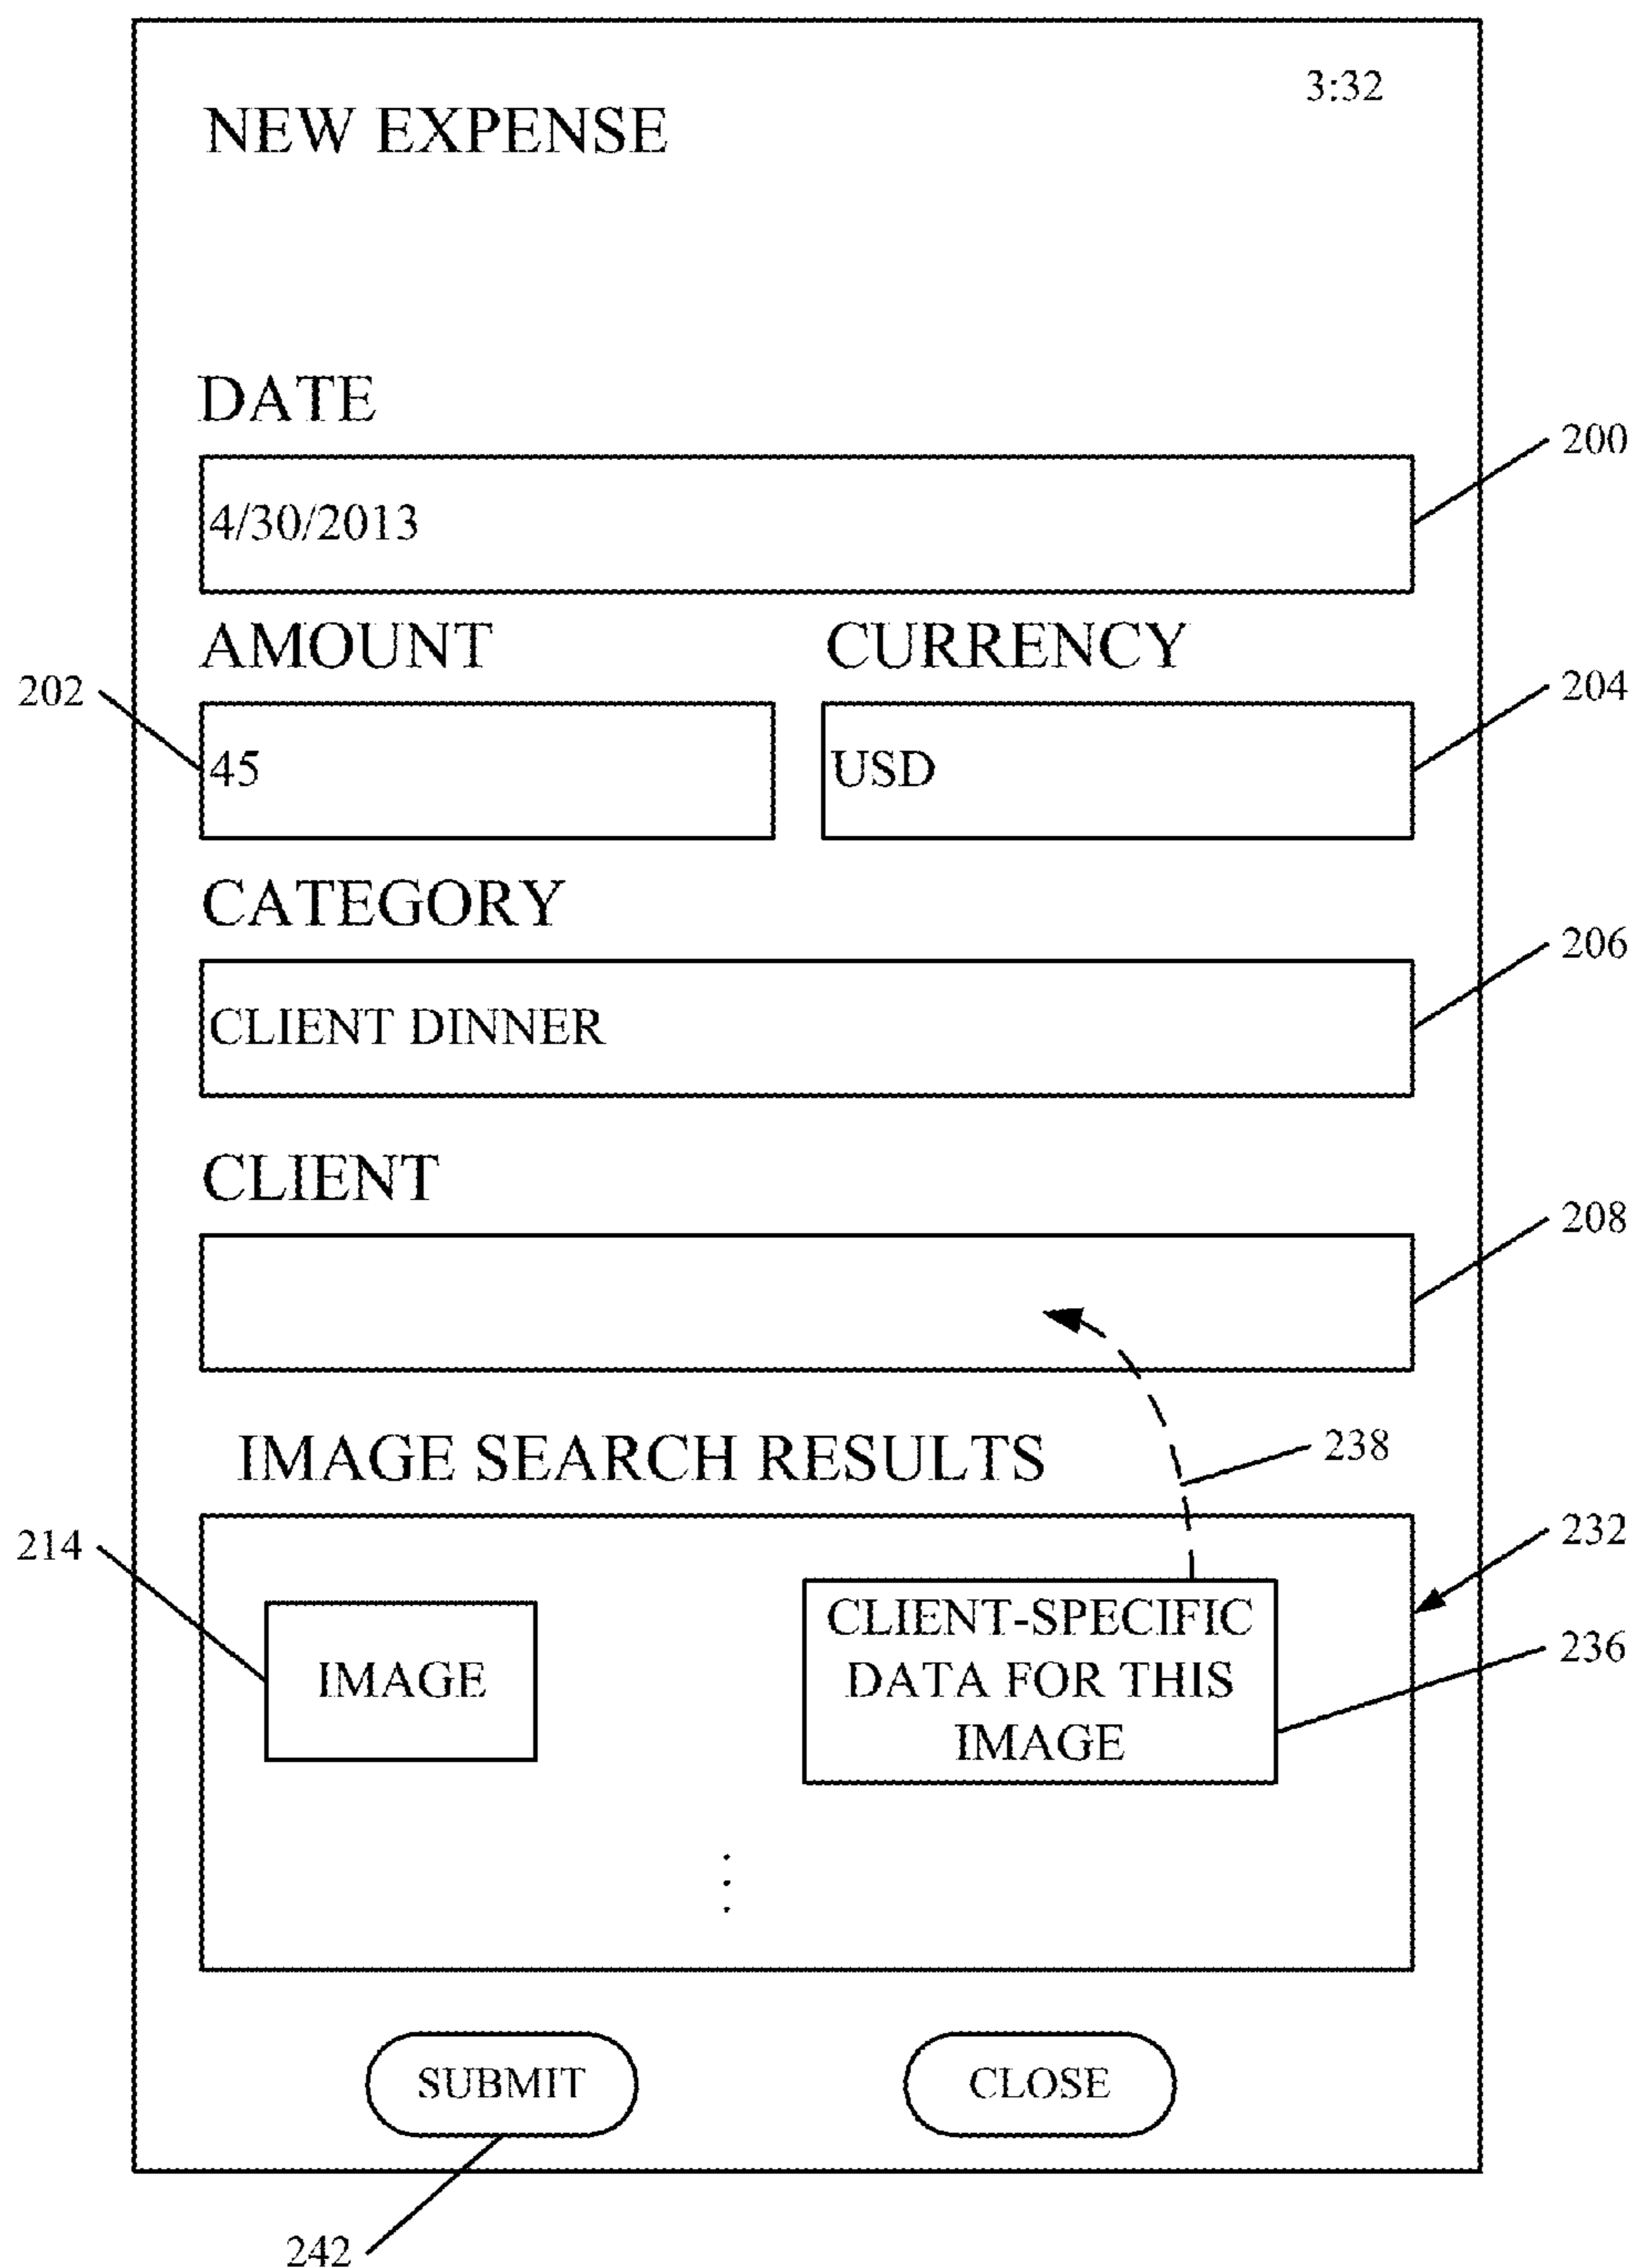 3:32
NEW EXPENSE
DATE
200
4/30/2013
AMOUNT
CURRENCY
202
204
45
USD
CATEGORY
206
CLIENT DINNER
CLIENT
208
IMAGE SEARCH RESULTS
238
214
232
IMAGE
CLIENT-SPECIFIC
DATA FOR THIS
IMAGE
236
SUBMIT
CLOSE
242